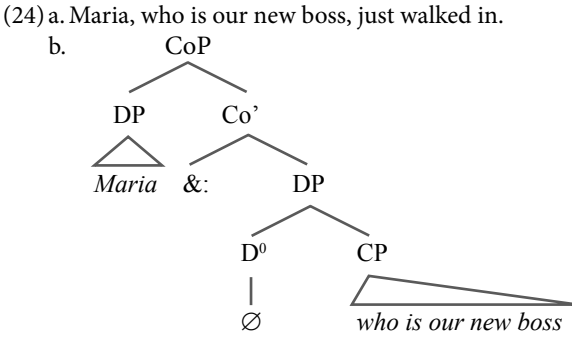 (24) a. Maria, who is our new boss, just walked in.
b. CoP
DP Co’
Maria &: DP
D⁰ CP
∅ who is our new boss